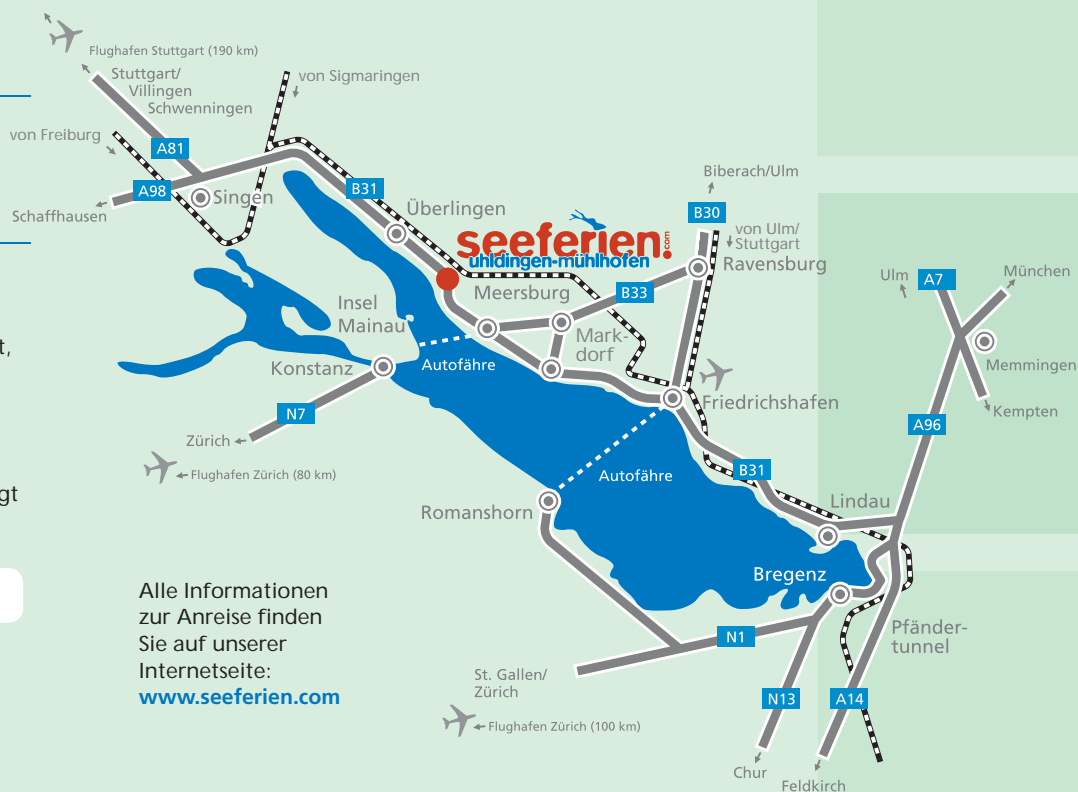 Flughafen Stuttgart (190 km)
Stuttgart/
Villingen
Schwenningen
von Sigmaringen
von Freiburg
A81
A98
Singen
Schaffhausen
B31
Überlingen
seeferien.com
uhldingen-mühlhofen
Biberach/Ulm
B30
von Ulm/
Stuttgart
Ravensburg
Meersburg
B33
Insel
Mainau
Mark-
dorf
Konstanz
Autofähre
N7
Zürich
Flughafen Zürich (80 km)
Friedrichshafen
Ulm
A7
München
Memmingen
Kempten
A96
t,
gt
Autofähre
B31
Romanshorn
Lindau
Bregenz
Pfänder-
tunnel
N1
St. Gallen/
Zürich
Flughafen Zürich (100 km)
N13
A14
Chur
Feldkirch
Alle Informationen
zur Anreise finden
Sie auf unserer
Internetseite:
www.seeferien.com